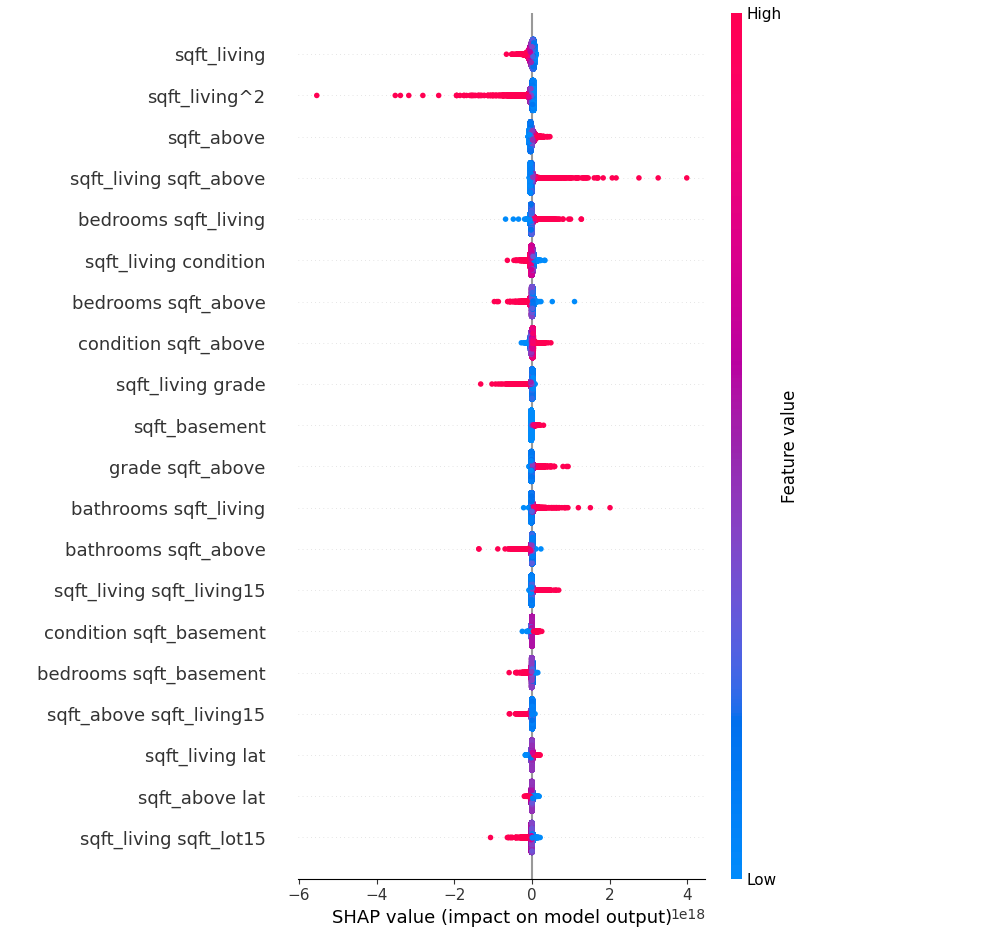 High
sqft_living
sqft_living^2
sqft_above
sqft_living sqft_above
bedrooms sqft_living
sqft_living condition
bedrooms sqft_above
condition sqft_above
sqft_living grade
sqft_basement
grade sqft_above
bathrooms sqft_living
bathrooms sqft_above
sqft_living sqft_living15
condition sqft_basement
bedrooms sqft_basement
sqft_above sqft_living15
sqft_living lat
sqft_above lat
sqft_living sqft_lot15
Feature value
Low
−6 −4 −2 0 2 4
1e18
SHAP value (impact on model output)